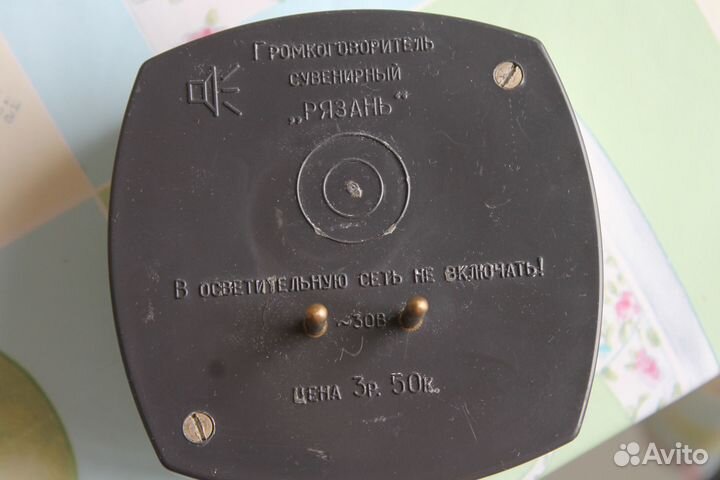 Громкоговоритель
сувенирный
„Рязань“
В осветительную сеть не включать!
~30В
цена 3р. 50к.
Avito